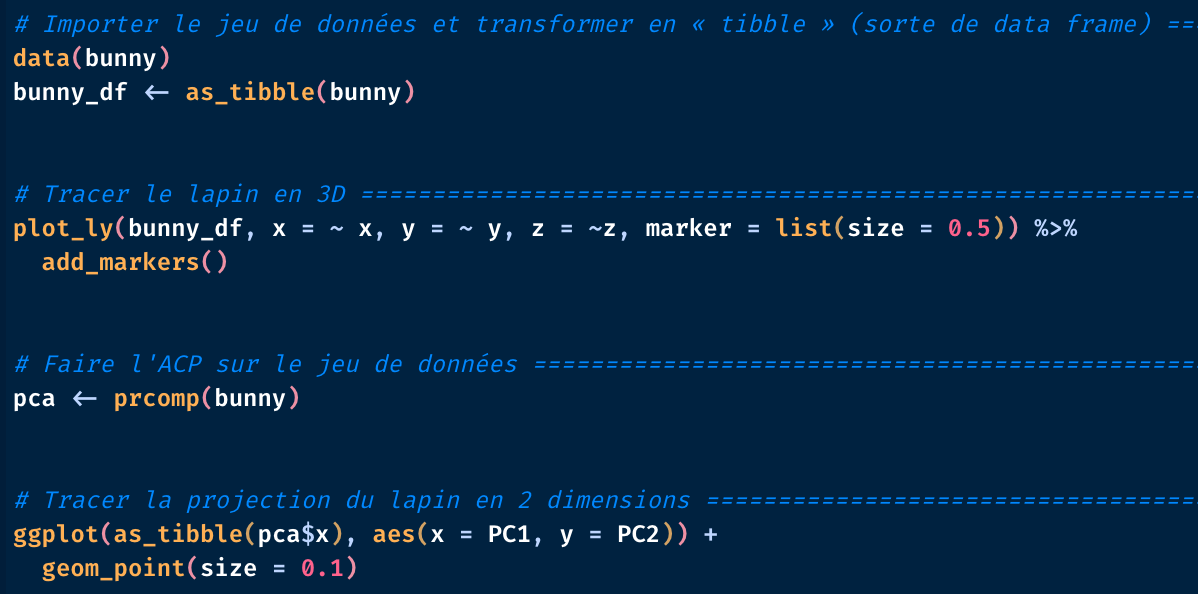 # Importer le jeu de données et transformer en « tibble » (sorte de data frame) ==
data(bunny)
bunny_df <- as_tibble(bunny)
# Tracer le lapin en 3D ==========================================================
plot_ly(bunny_df, x = ~ x, y = ~ y, z = ~z, marker = list(size = 0.5)) %>%
add_markers()
# Faire l'ACP sur le jeu de données ==============================================
pca <- prcomp(bunny)
# Tracer la projection du lapin en 2 dimensions ==================================
ggplot(as_tibble(pca$x), aes(x = PC1, y = PC2)) +
geom_point(size = 0.1)